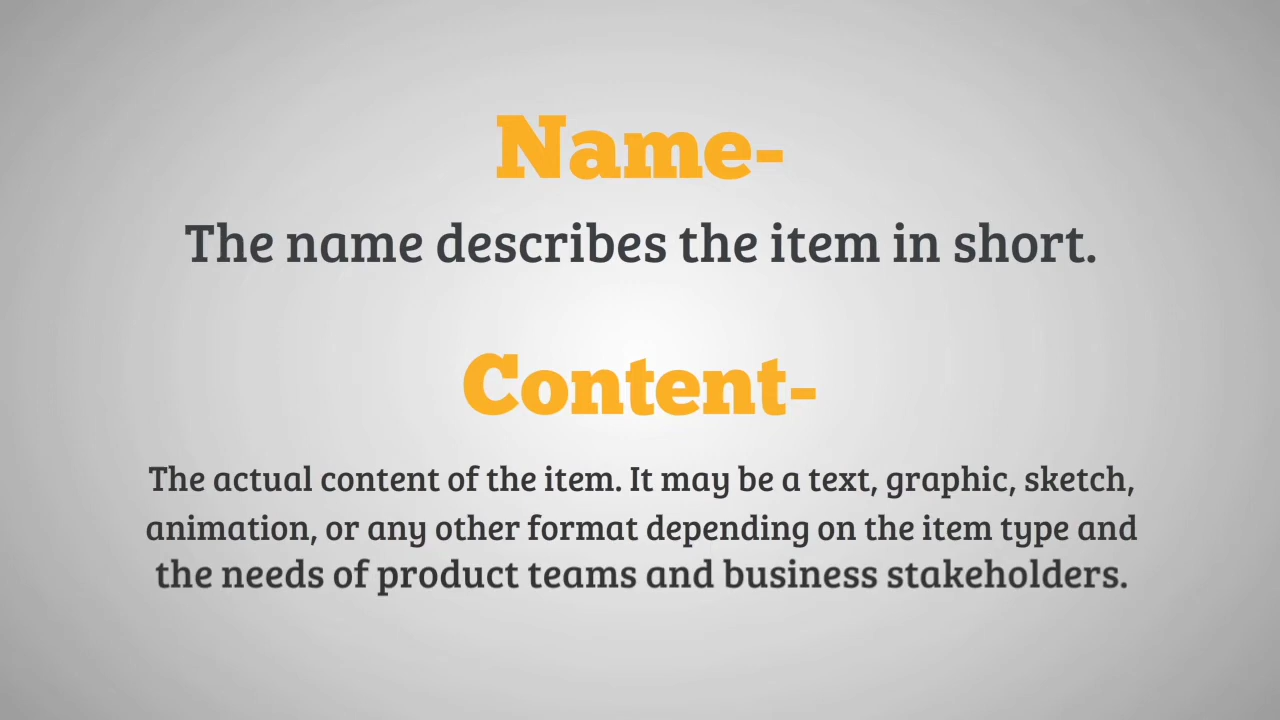 Name-
The name describes the item in short.
Content-
The actual content of the item. It may be a text, graphic, sketch,
animation, or any other format depending on the item type and
the needs of product teams and business stakeholders.